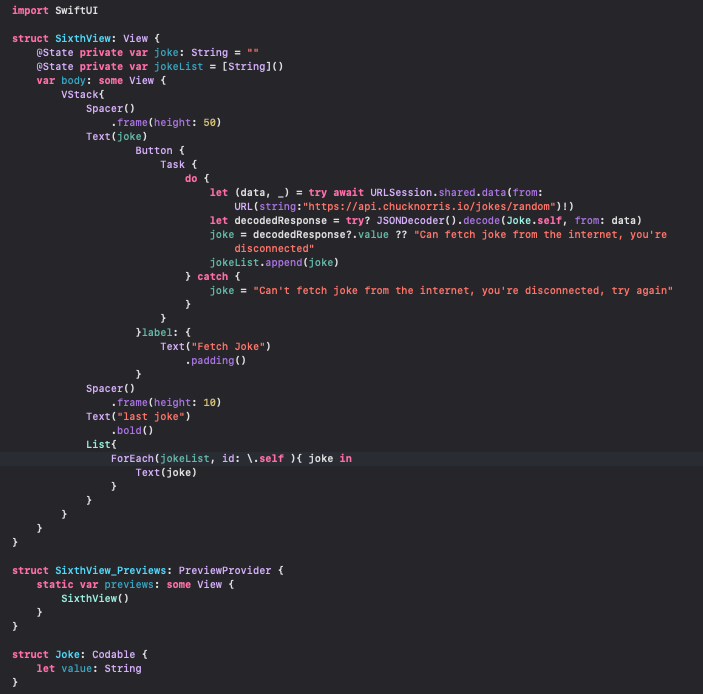 import SwiftUI

struct SixthView: View {
    @State private var joke: String = ""
    @State private var jokeList = [String]()
    var body: some View {
        VStack{
            Spacer()
                .frame(height: 50)
            Text(joke)
                    Button {
                        Task {
                            do {
                                let (data, _) = try await URLSession.shared.data(from:
                                    URL(string:"https://api.chucknorris.io/jokes/random")!)
                                let decodedResponse = try? JSONDecoder().decode(Joke.self, from: data)
                                joke = decodedResponse?.value ?? "Can fetch joke from the internet, you're
                                    disconnected"
                                jokeList.append(joke)
                            } catch {
                                joke = "Can't fetch joke from the internet, you're disconnected, try again"
                            }
                        }
                    }label: {
                        Text("Fetch Joke")
                            .padding()
                    }
            Spacer()
                .frame(height: 10)
            Text("last joke")
                .bold()
            List{
                ForEach(jokeList, id: \.self ){ joke in
                    Text(joke)
                }
            }
        }
    }
}

struct SixthView_Previews: PreviewProvider {
    static var previews: some View {
        SixthView()
    }
}

struct Joke: Codable {
    let value: String
}